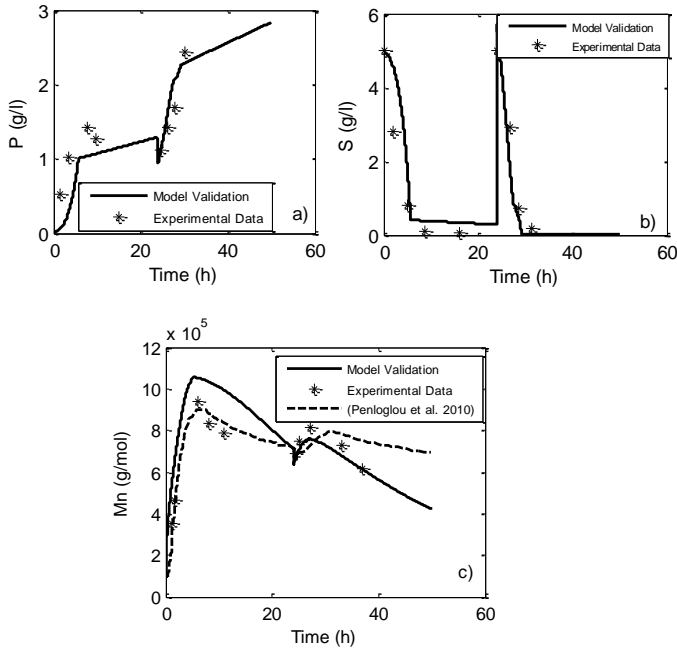 3
2
1
0
P (g/l)
0 20 40 60
Time (h)
Model Validation
Experimental Data
a)
6
4
2
0
S (g/l)
0 20 40 60
Time (h)
Model Validation
Experimental Data
b)
x 10^5
12
10
8
6
4
2
0
Mn (g/mol)
0 20 40 60
Time (h)
Model Validation
Experimental Data
(Penloglou et al. 2010)
c)